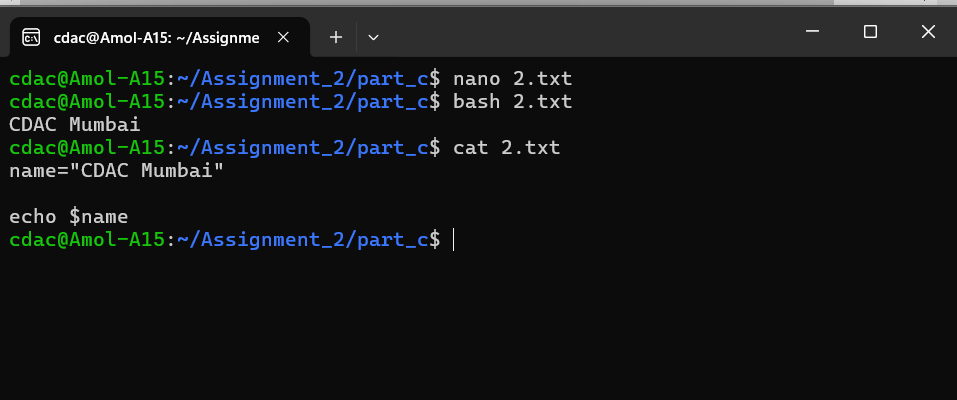 cdac@Amol-A15: ~/Assignme
cdac@Amol-A15:~/Assignment_2/part_c$ nano 2.txt
cdac@Amol-A15:~/Assignment_2/part_c$ bash 2.txt
CDAC Mumbai
cdac@Amol-A15:~/Assignment_2/part_c$ cat 2.txt
name="CDAC Mumbai"
echo $name
cdac@Amol-A15:~/Assignment_2/part_c$